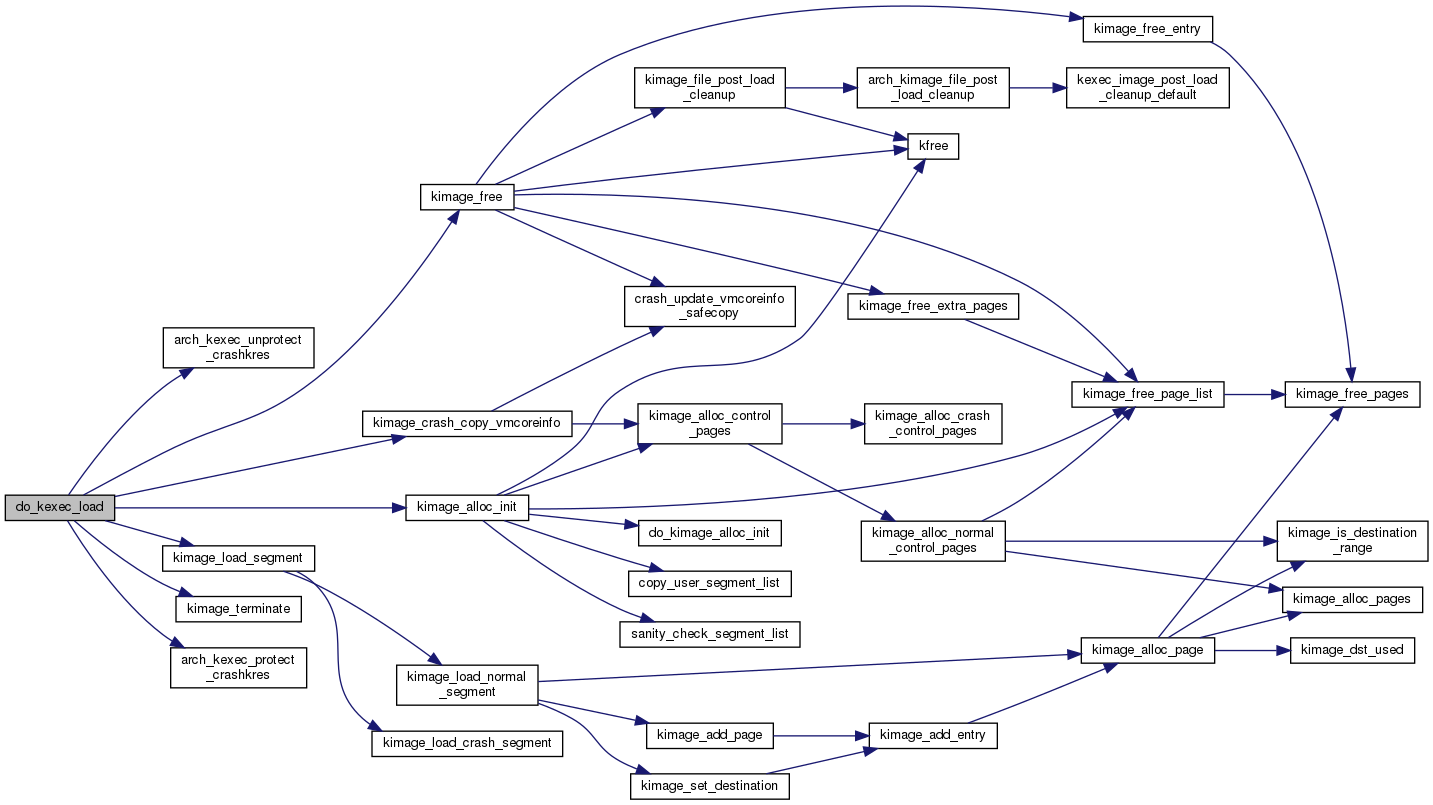 kimage_free_entry
kimage_file_post_load
_cleanup
arch_kimage_file_post
_load_cleanup
kexec_image_post_load
_cleanup_default
kfree
kimage_free
crash_update_vmcoreinfo
_safecopy
kimage_free_extra_pages
arch_kexec_unprotect
_crashkres
kimage_free_page_list
kimage_free_pages
kimage_crash_copy_vmcoreinfo
kimage_alloc_control
_pages
kimage_alloc_crash
_control_pages
do_kexec_load
kimage_alloc_init
do_kimage_alloc_init
kimage_alloc_normal
_control_pages
kimage_is_destination
_range
kimage_load_segment
copy_user_segment_list
kimage_alloc_pages
kimage_terminate
sanity_check_segment_list
kimage_alloc_page
kimage_dst_used
arch_kexec_protect
_crashkres
kimage_load_normal
_segment
kimage_add_page
kimage_add_entry
kimage_load_crash_segment
kimage_set_destination